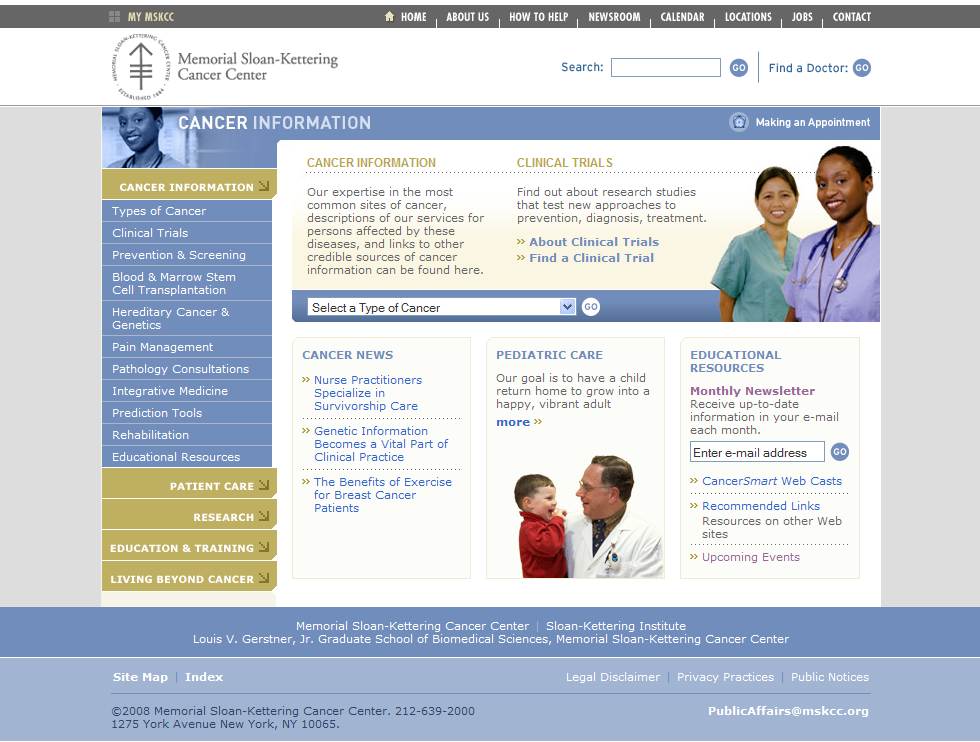 MY MSKCC
HOME ABOUT US HOW TO HELP NEWSROOM CALENDAR LOCATIONS JOBS CONTACT
MEMORIAL SLOAN-KETTERING CANCER CENTER
ESTABLISHED 1884
Memorial Sloan-Kettering
Cancer Center
Search: GO Find a Doctor: GO
CANCER INFORMATION
Making an Appointment
CANCER INFORMATION
Types of Cancer
Clinical Trials
Prevention & Screening
Blood & Marrow Stem
Cell Transplantation
Hereditary Cancer &
Genetics
Pain Management
Pathology Consultations
Integrative Medicine
Prediction Tools
Rehabilitation
Educational Resources
PATIENT CARE
RESEARCH
EDUCATION & TRAINING
LIVING BEYOND CANCER
CANCER INFORMATION
Our expertise in the most
common sites of cancer,
descriptions of our services for
persons affected by these
diseases, and links to other
credible sources of cancer
information can be found here.
CLINICAL TRIALS
Find out about research studies
that test new approaches to
prevention, diagnosis, treatment.
» About Clinical Trials
» Find a Clinical Trial
Select a Type of Cancer GO
CANCER NEWS
» Nurse Practitioners
Specialize in
Survivorship Care
» Genetic Information
Becomes a Vital Part of
Clinical Practice
» The Benefits of Exercise
for Breast Cancer
Patients
PEDIATRIC CARE
Our goal is to have a child
return home to grow into a
happy, vibrant adult
more »
EDUCATIONAL
RESOURCES
Monthly Newsletter
Receive up-to-date
information in your e-mail
each month.
Enter e-mail address GO
» CancerSmart Web Casts
» Recommended Links
Resources on other Web
sites
» Upcoming Events
Memorial Sloan-Kettering Cancer Center | Sloan-Kettering Institute
Louis V. Gerstner, Jr. Graduate School of Biomedical Sciences, Memorial Sloan-Kettering Cancer Center
Site Map | Index
Legal Disclaimer | Privacy Practices | Public Notices
©2008 Memorial Sloan-Kettering Cancer Center. 212-639-2000
1275 York Avenue New York, NY 10065.
PublicAffairs@mskcc.org